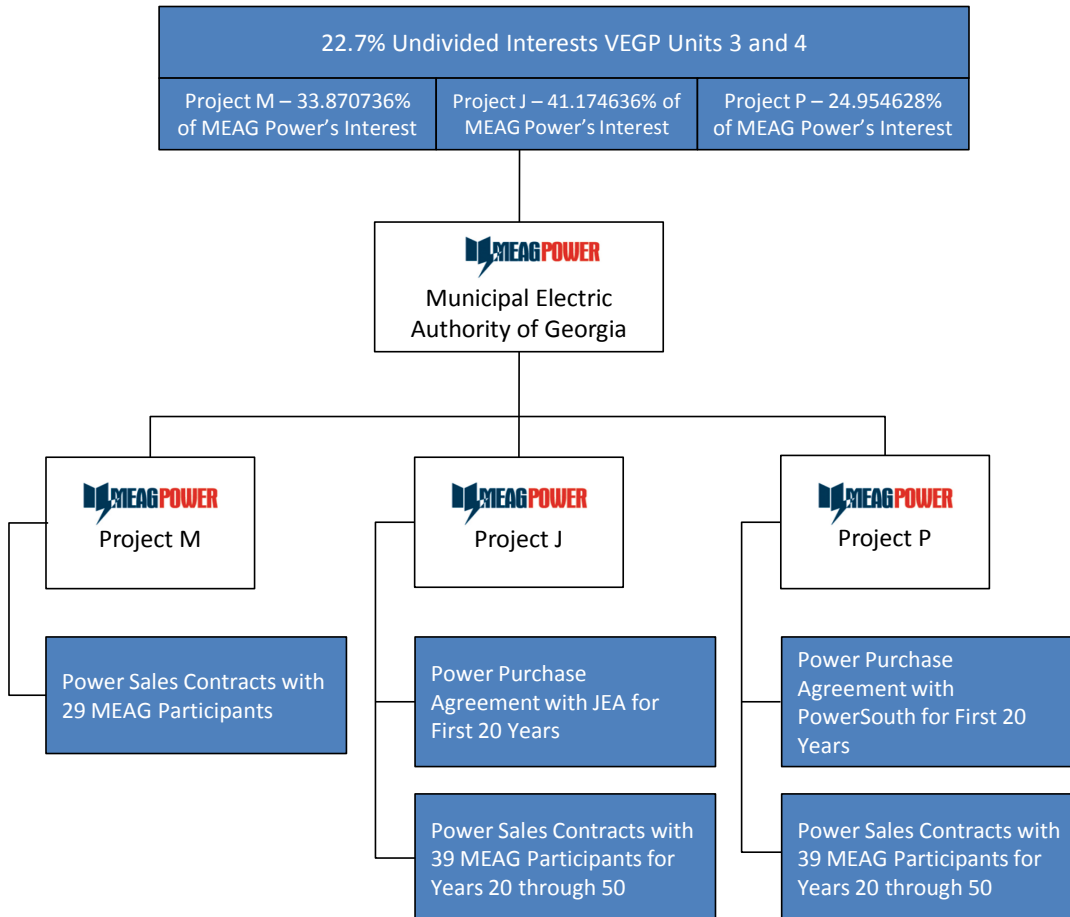 22.7% Undivided Interests VEGP Units 3 and 4
Project M – 33.870736%
of MEAG Power's Interest
Project J – 41.174636% of
MEAG Power's Interest
Project P – 24.954628%
of MEAG Power's Interest
MEAGPOWER
Municipal Electric
Authority of Georgia
MEAGPOWER
Project M
MEAGPOWER
Project J
MEAGPOWER
Project P
Power Sales Contracts with
29 MEAG Participants
Power Purchase
Agreement with JEA for
First 20 Years
Power Purchase
Agreement with
PowerSouth for First 20
Years
Power Sales Contracts with
39 MEAG Participants for
Years 20 through 50
Power Sales Contracts with
39 MEAG Participants for
Years 20 through 50